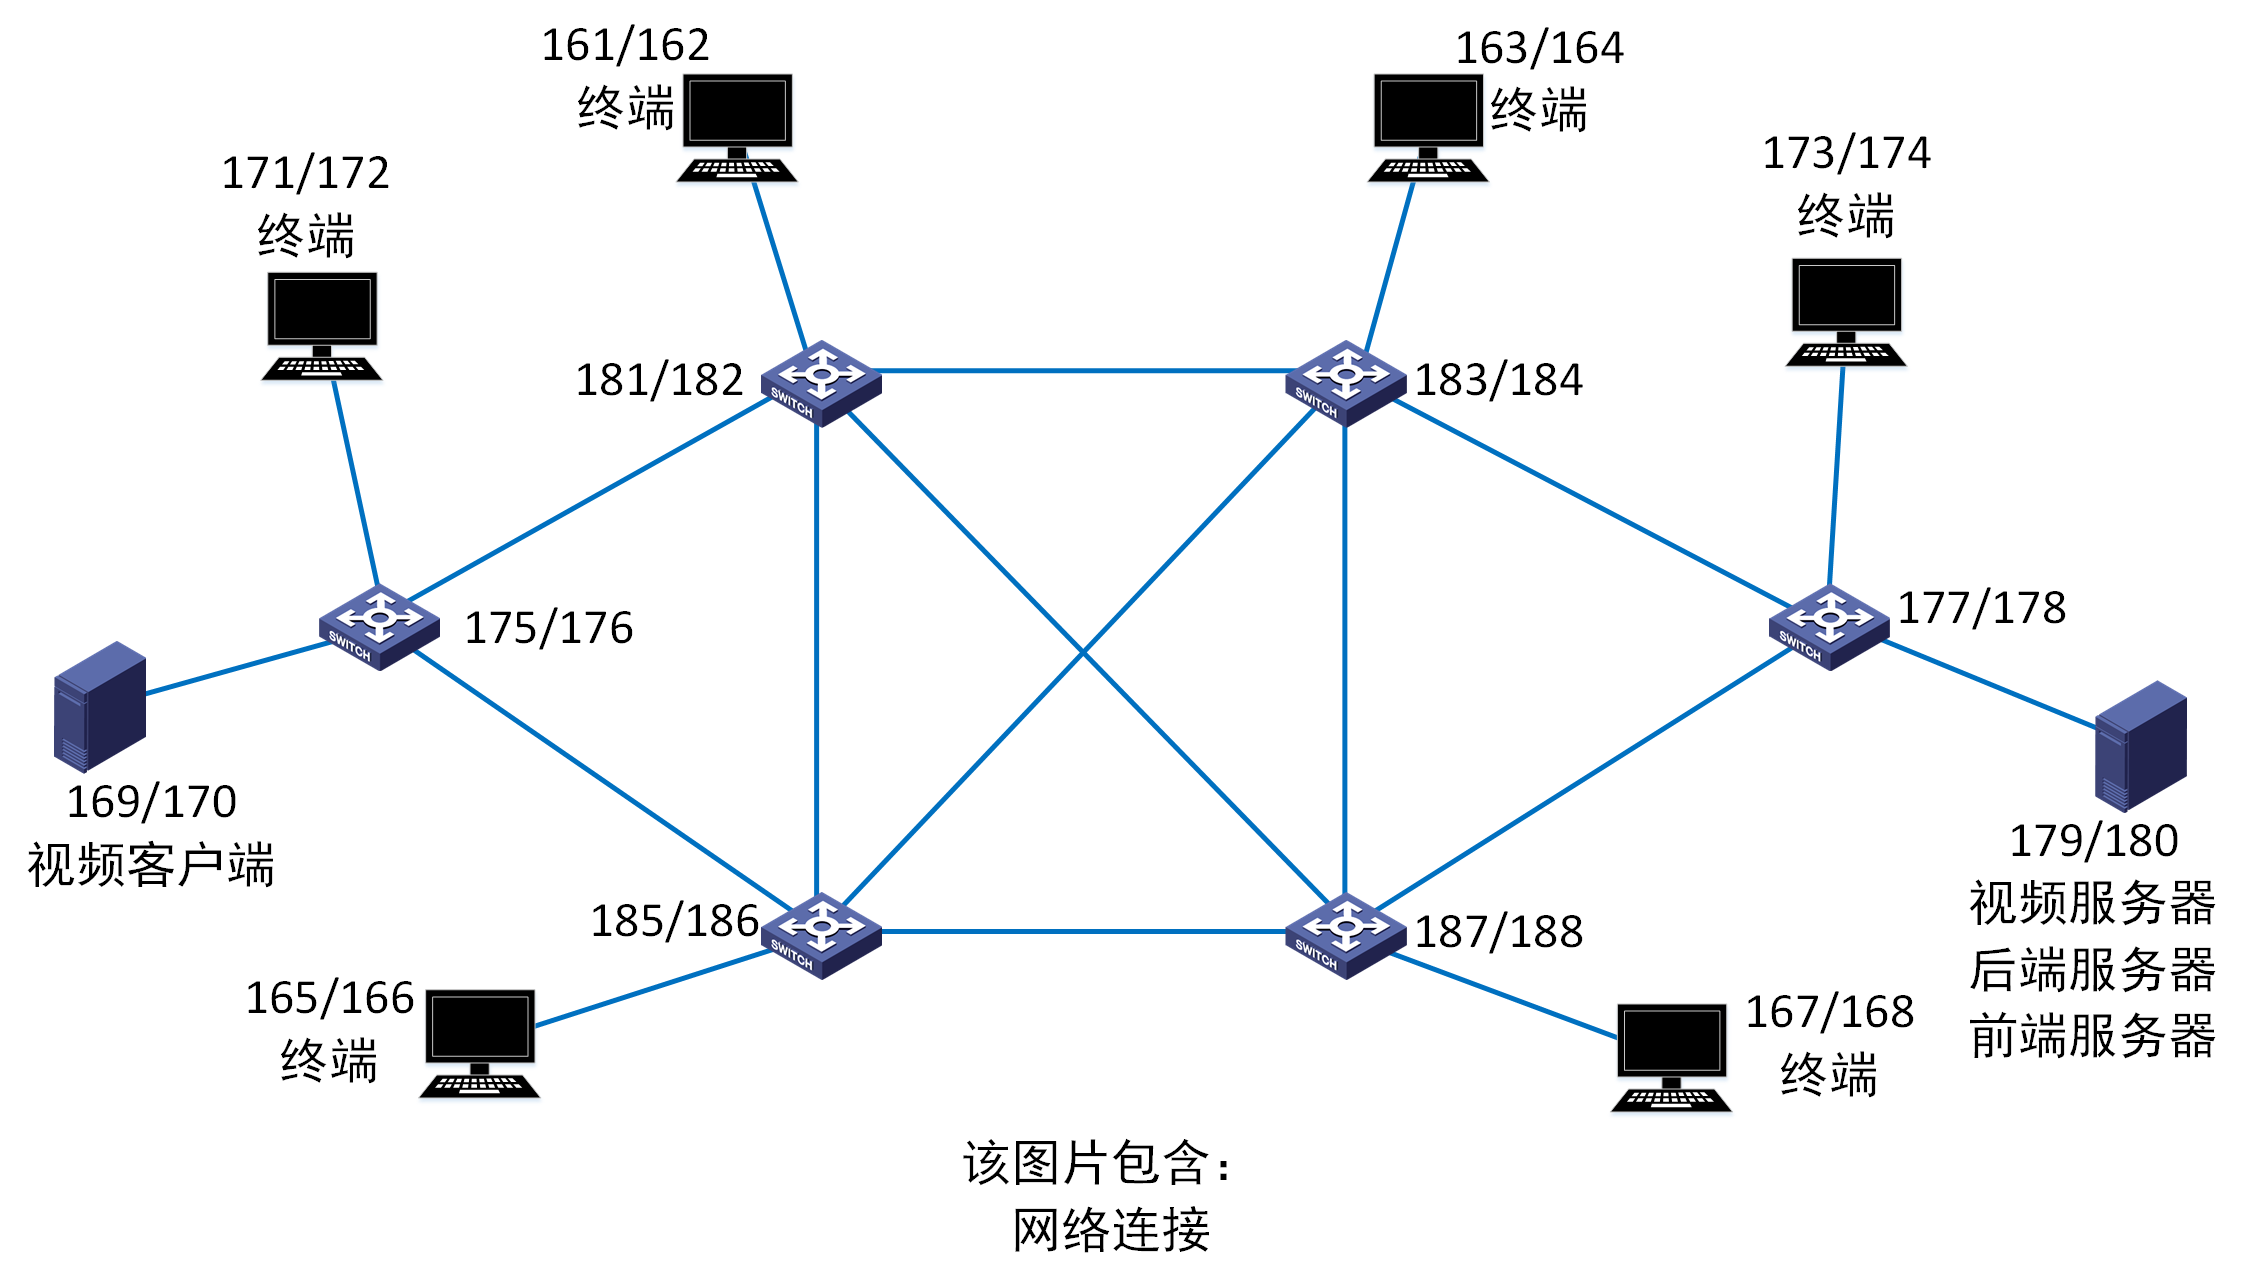 161/162
终端
163/164
终端
171/172
终端
173/174
终端
181/182
SWITCH
SWITCH
183/184
SWITCH
175/176
SWITCH
177/178
169/170
视频客户端
179/180
视频服务器
后端服务器
前端服务器
185/186
SWITCH
SWITCH
187/188
165/166
终端
167/168
终端
该图片包含：
网络连接